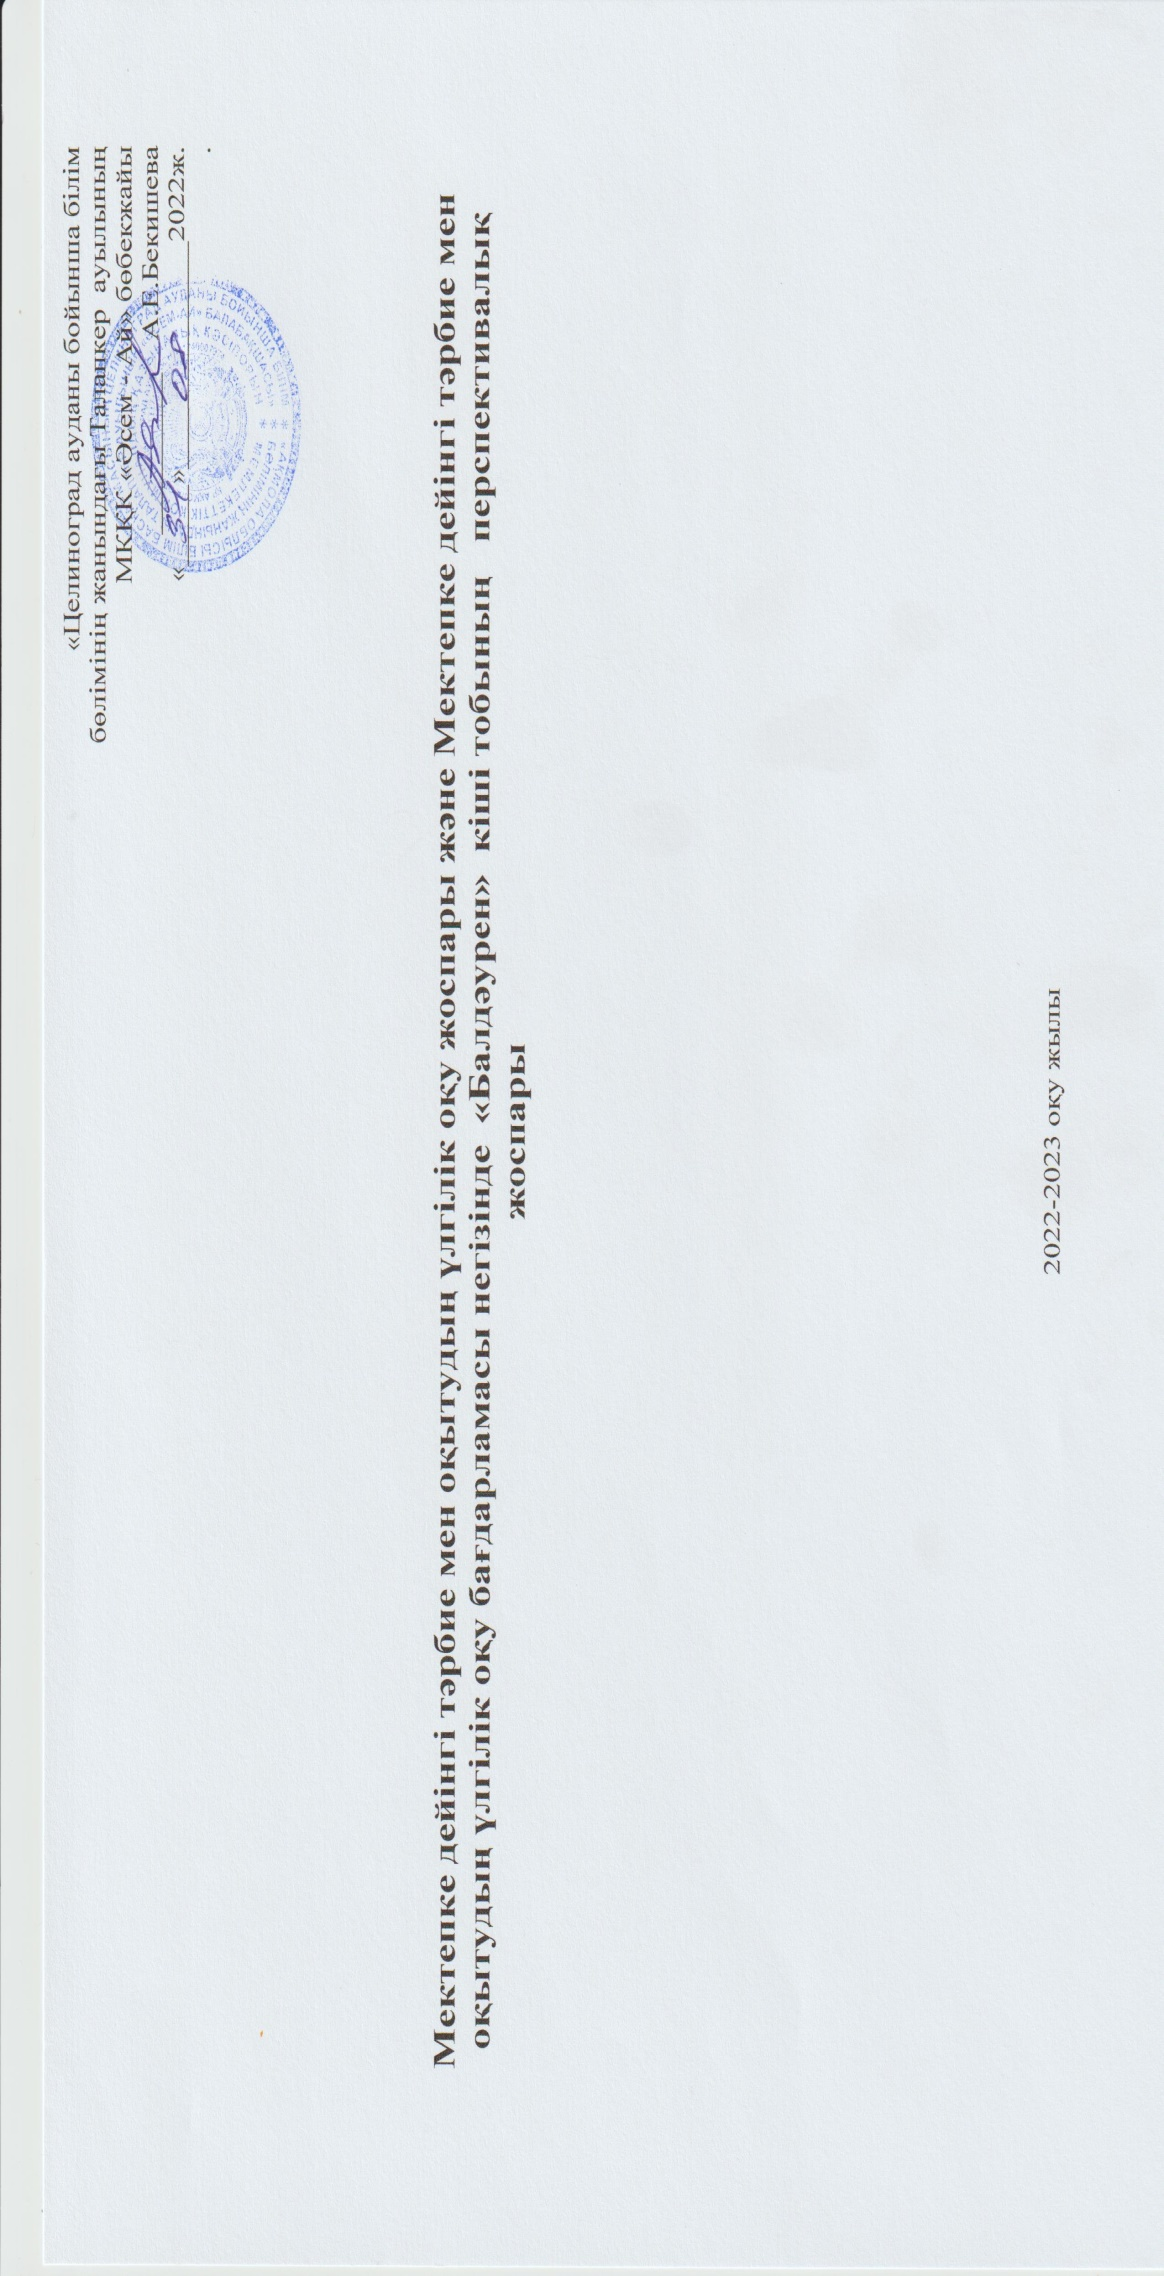 «Целиноград ауданы бойынша білім
бөлімінің жанындағы Талапкер ауылының
МКҚК «Әсем - Ай» бөбекжайы
А.Е.Бекишева
« 31 » 08 2022ж.
Мектепке дейінгі тәрбие мен оқытудың үлгілік оқу жоспары және Мектепке дейінгі тәрбие мен
оқытудың үлгілік оқу бағдарламасы негізінде «Балдәурен» кіші тобының перспективалық
жоспары
2022-2023 оқу жылы